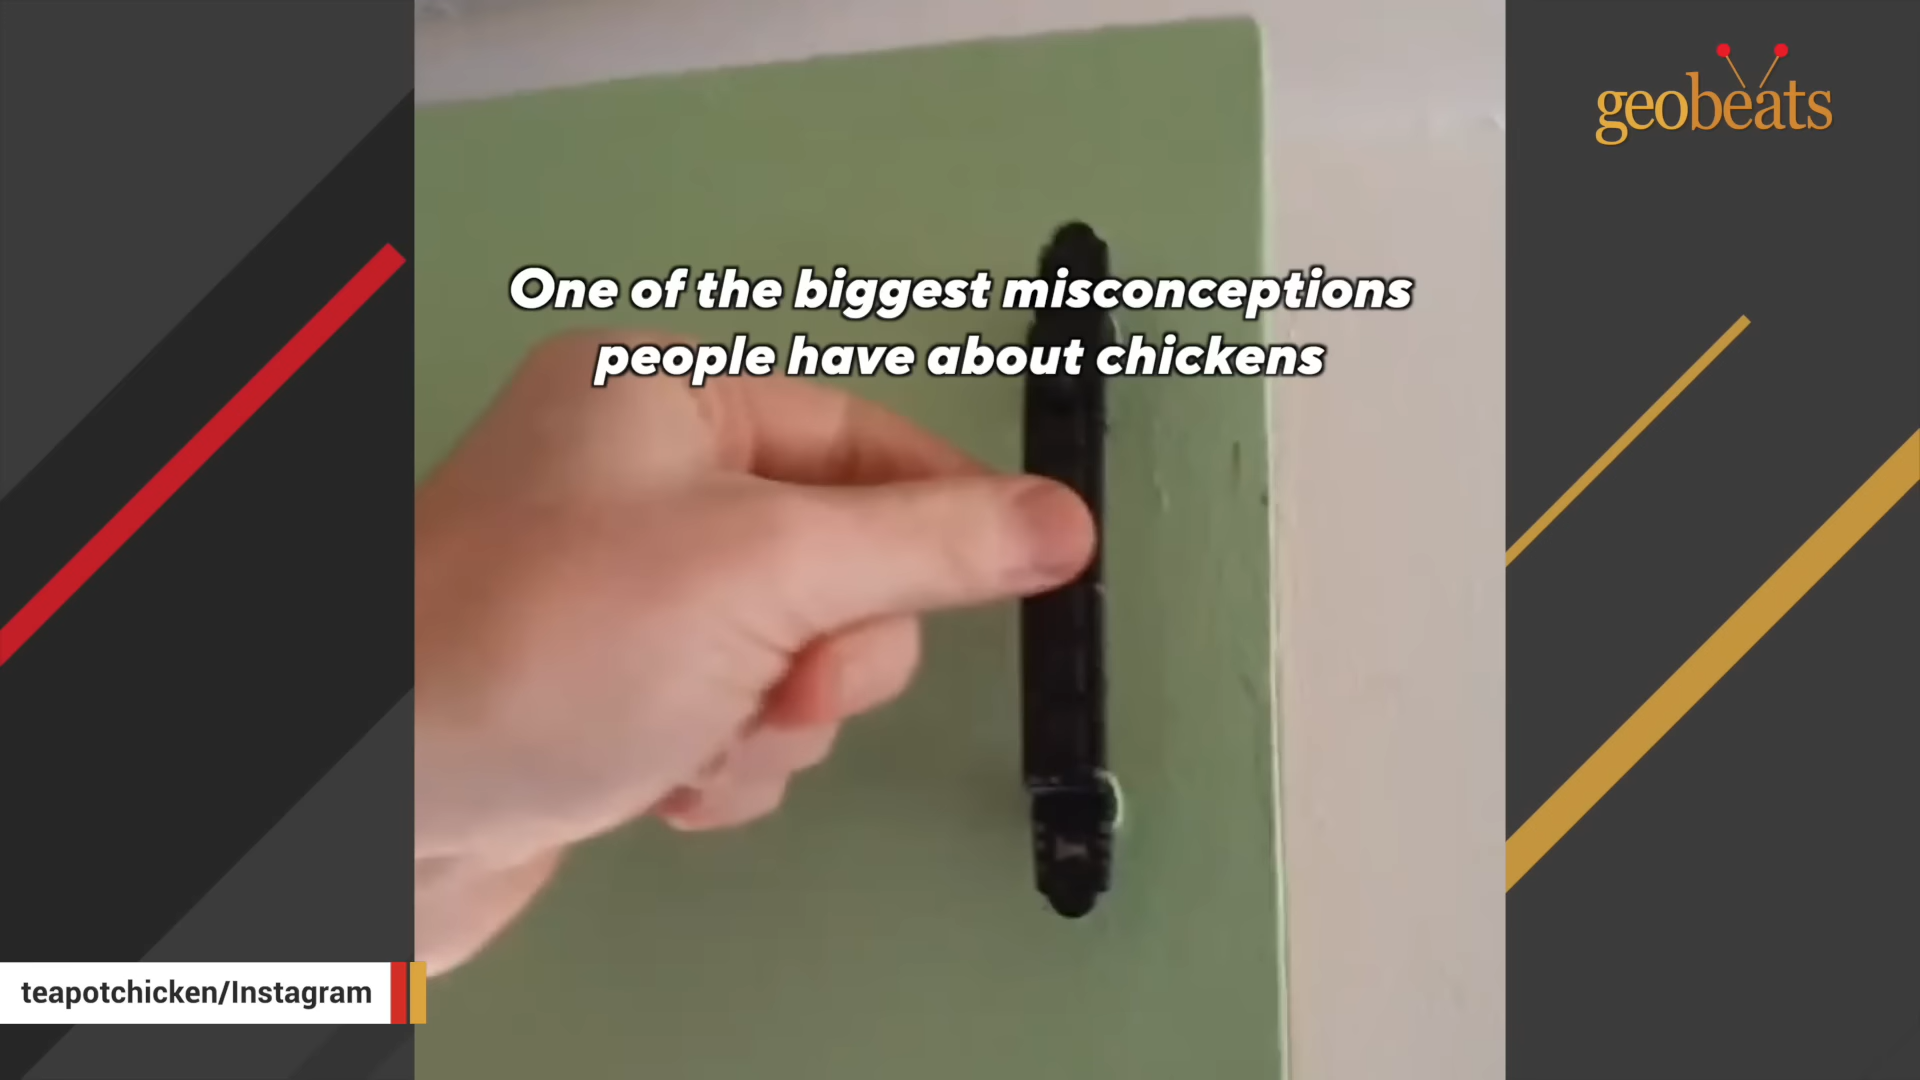 geobeats
One of the biggest misconceptions
people have about chickens
teapotchicken/Instagram